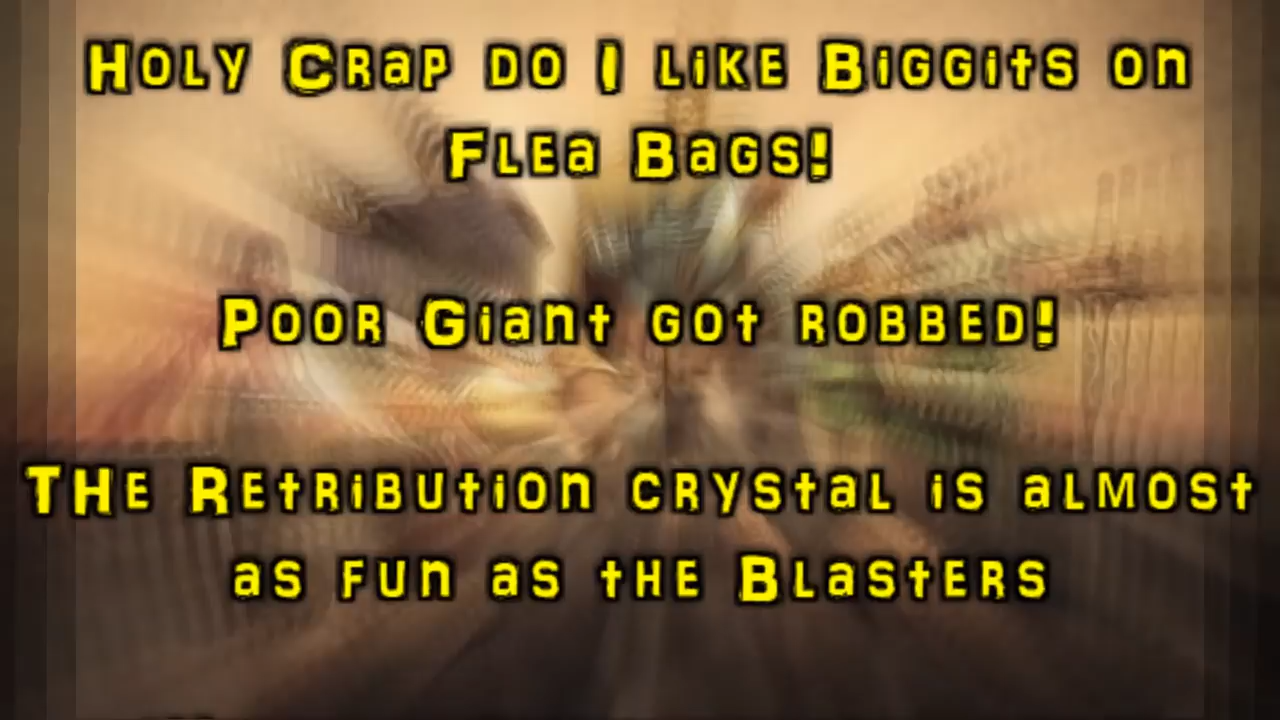 Holy Crap do I like Biggits on
Flea Bags!
Poor Giant got robbed!
The Retribution crystal is almost
as fun as the Blasters